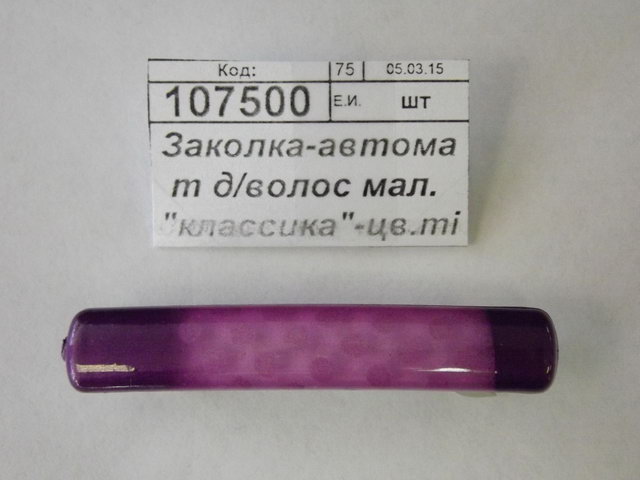 Код: 75 05.03.15
107500 Е.И. шт
Заколка-автома
т д/волос мал.
"классика"-цв.mi